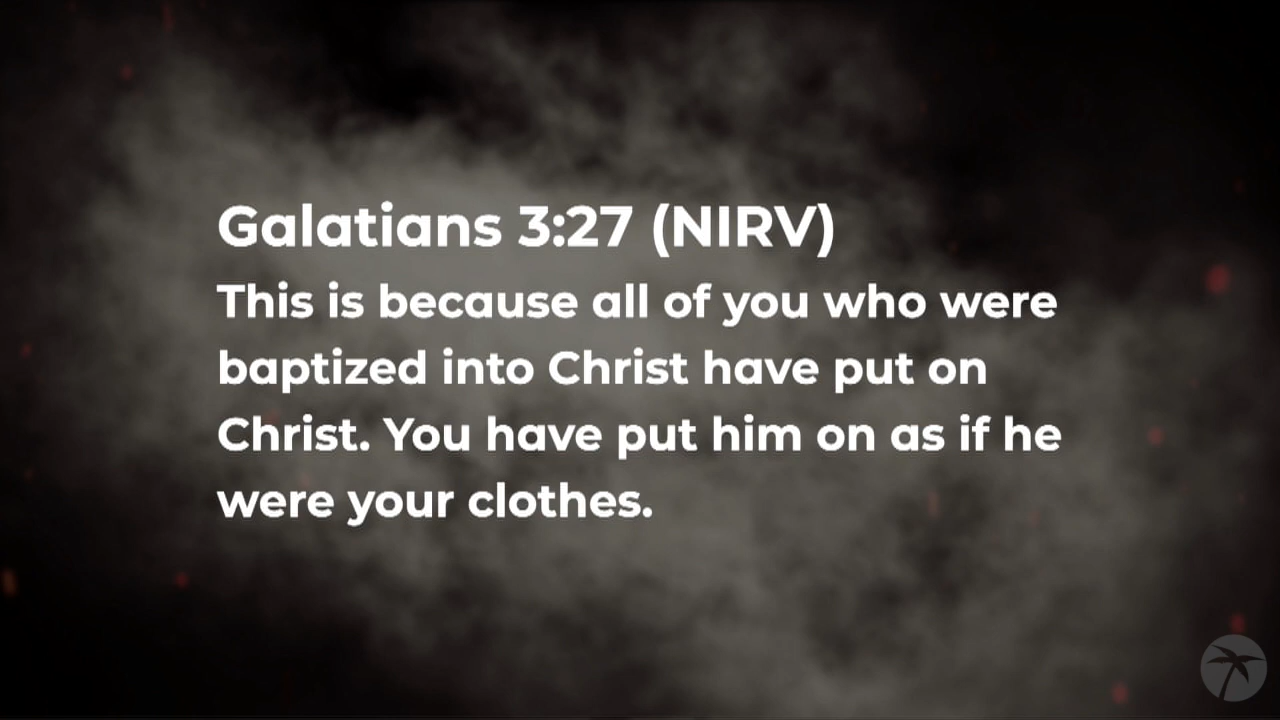 Galatians 3:27 (NIRV)
This is because all of you who were
baptized into Christ have put on
Christ. You have put him on as if he
were your clothes.